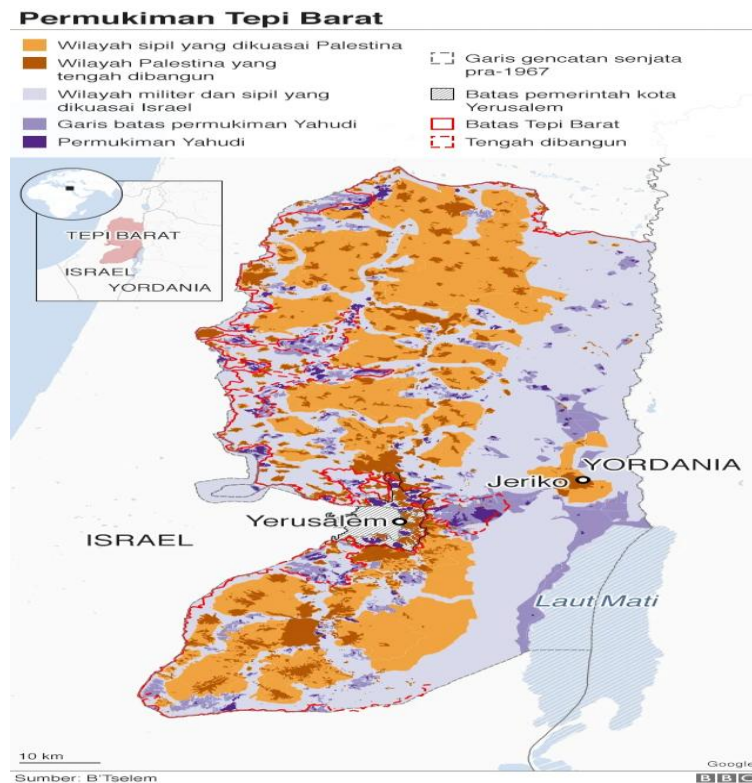 Permukiman Tepi Barat
Wilayah sipil yang dikuasai Palestina
Wilayah Palestina yang
tengah dibangun
Wilayah militer dan sipil yang
dikuasai Israel
Garis batas permukiman Yahudi
Permukiman Yahudi
Garis gencatan senjata
pra-1967
Batas pemerintah kota
Yerusalem
Batas Tepi Barat
Tengah dibangun
TEPI BARAT
ISRAEL
YORDANIA
YORDANIA
Jeriko
Yerusalem
ISRAEL
Laut Mati
10 km
Google
Sumber: B'Tselem
BBC